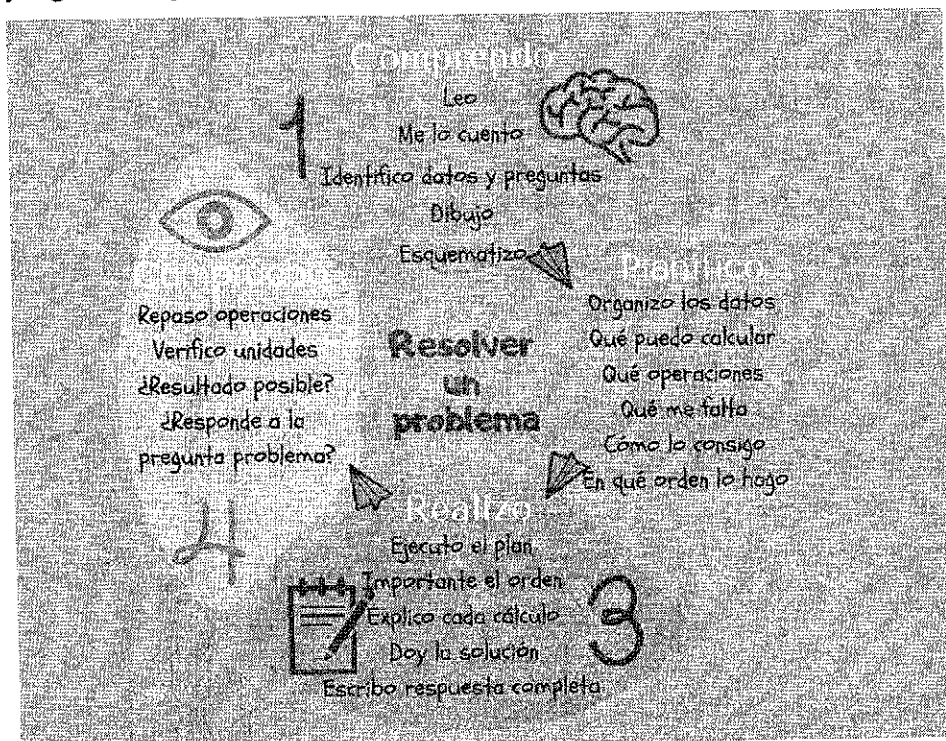 Comprendo
1
Leo
Me lo cuento
Identifico datos y preguntas
Dibujo
Esquematizo
Planifico
Organizo los datos
Qué puedo calcular
Qué operaciones
Qué me falta
Cómo lo consigo
En qué orden lo hago
Resolver
un
problema
Realizo
Ejecuto el plan
Importante el orden
Explico cada cálculo
Doy la solución
Escribo respuesta completa
3
Repaso operaciones
Verifico unidades
¿Resultado posible?
¿Responde a la
pregunta problema?
4